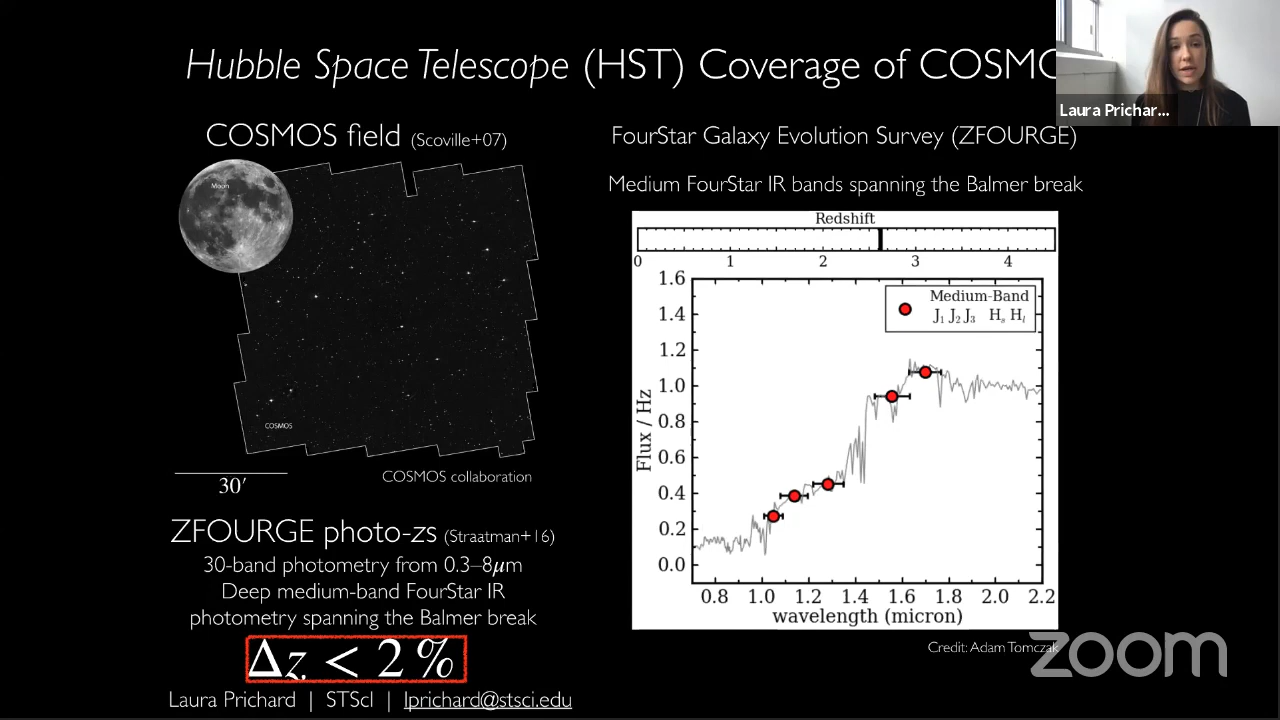 Hubble Space Telescope (HST) Coverage of COSMO
Laura Prichar...
COSMOS field (Scoville+07)
Moon
COSMOS
30′
COSMOS collaboration
ZFOURGE photo-zs (Straatman+16)
30-band photometry from 0.3–8μm
Deep medium-band FourStar IR
photometry spanning the Balmer break
Δz < 2 %
Laura Prichard | STScI | lprichard@stsci.edu
FourStar Galaxy Evolution Survey (ZFOURGE)
Medium FourStar IR bands spanning the Balmer break
Redshift
0 1 2 3 4
Medium-Band
J₁ J₂ J₃ Hₛ Hₗ
Flux / Hz
1.6
1.4
1.2
1.0
0.8
0.6
0.4
0.2
0.0
0.8 1.0 1.2 1.4 1.6 1.8 2.0 2.2
wavelength (micron)
Credit: Adam Tomczak
zoom